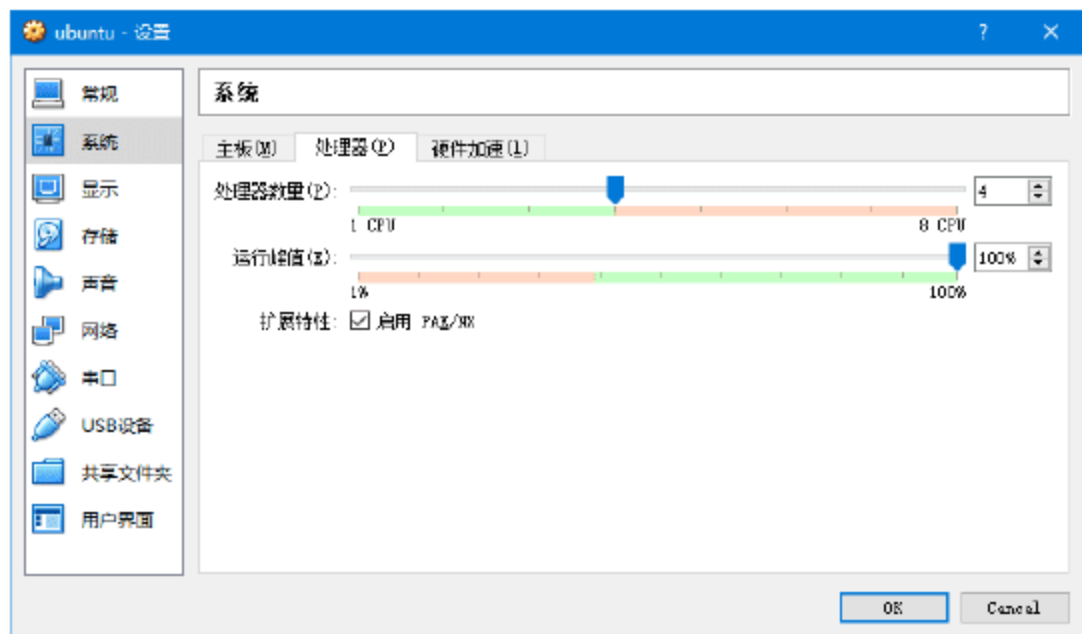 ubuntu - 设置
常规
系统
显示
存储
声音
网络
串口
USB设备
共享文件夹
用户界面
系统
主板(M) 处理器(P) 硬件加速(L)
处理器数量(P): 4
1 CPU 8 CPU
运行峰值(E): 100%
1% 100%
扩展特性: 启用 PAE/NX
OK Cancel